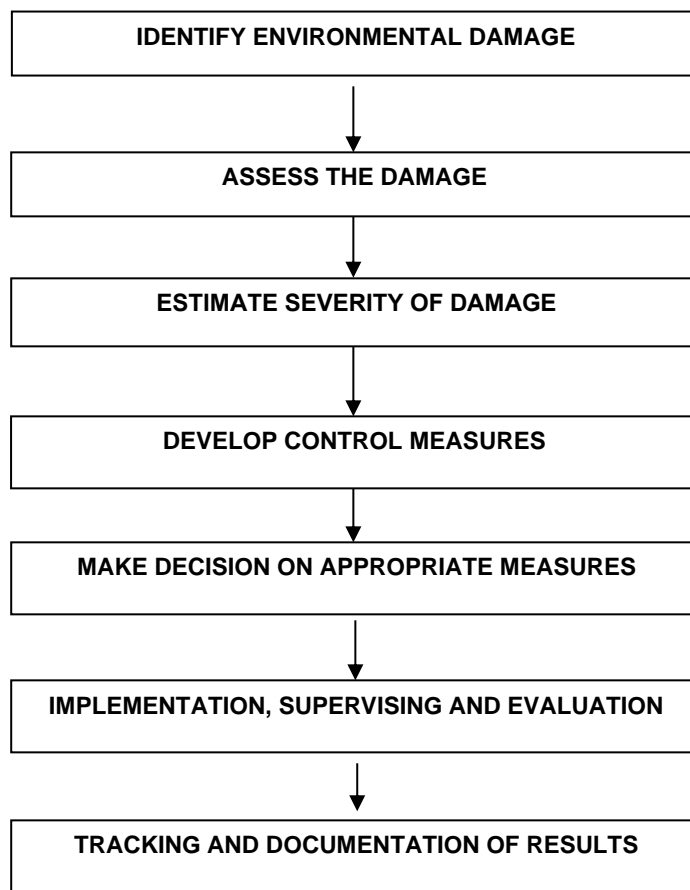 IDENTIFY ENVIRONMENTAL DAMAGE
ASSESS THE DAMAGE
ESTIMATE SEVERITY OF DAMAGE
DEVELOP CONTROL MEASURES
MAKE DECISION ON APPROPRIATE MEASURES
IMPLEMENTATION, SUPERVISING AND EVALUATION
TRACKING AND DOCUMENTATION OF RESULTS